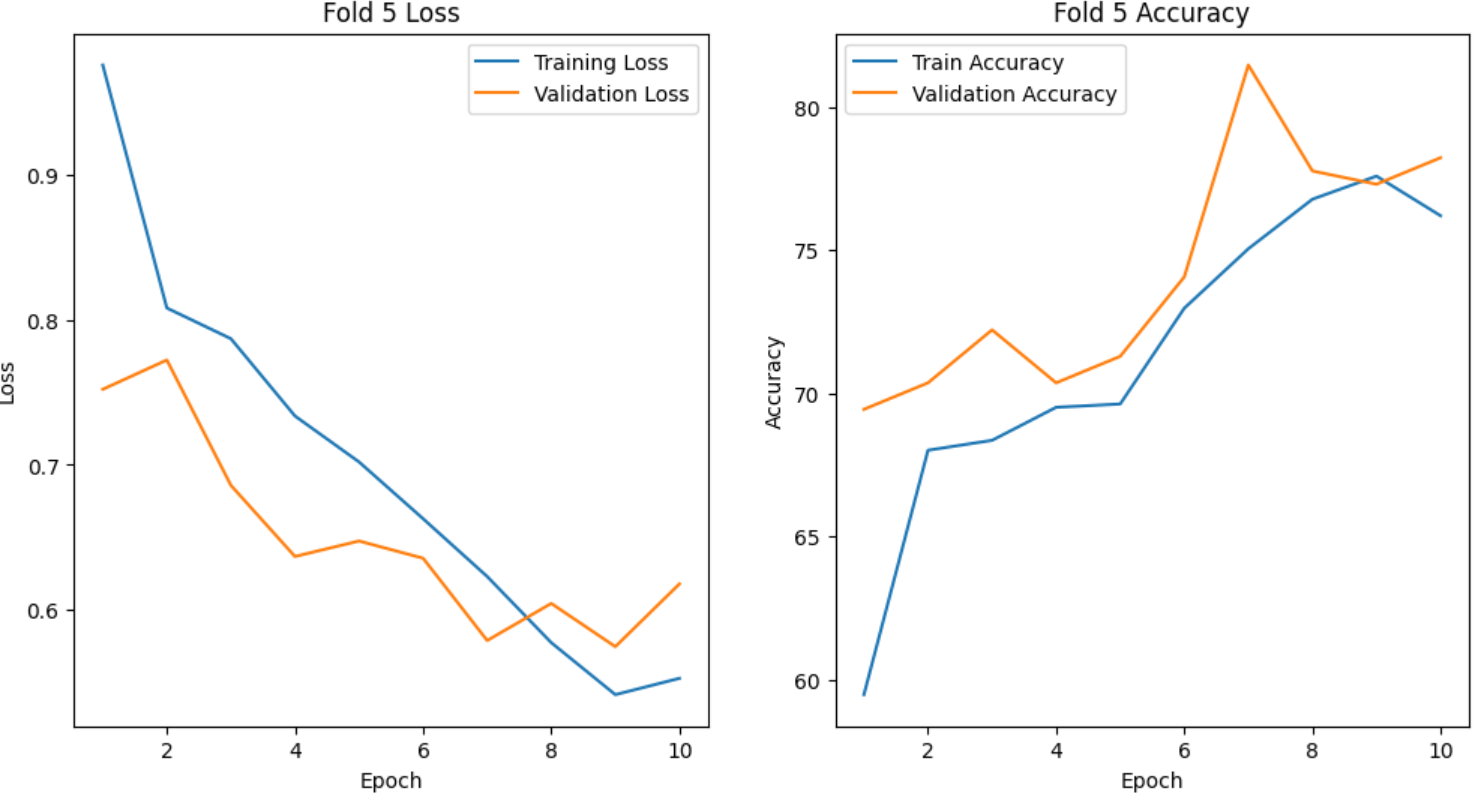 Fold 5 Loss
Training Loss
Validation Loss
0.9
0.8
0.7
0.6
Loss
2 4 6 8 10
Epoch
Fold 5 Accuracy
Train Accuracy
Validation Accuracy
80
75
70
65
60
Accuracy
2 4 6 8 10
Epoch